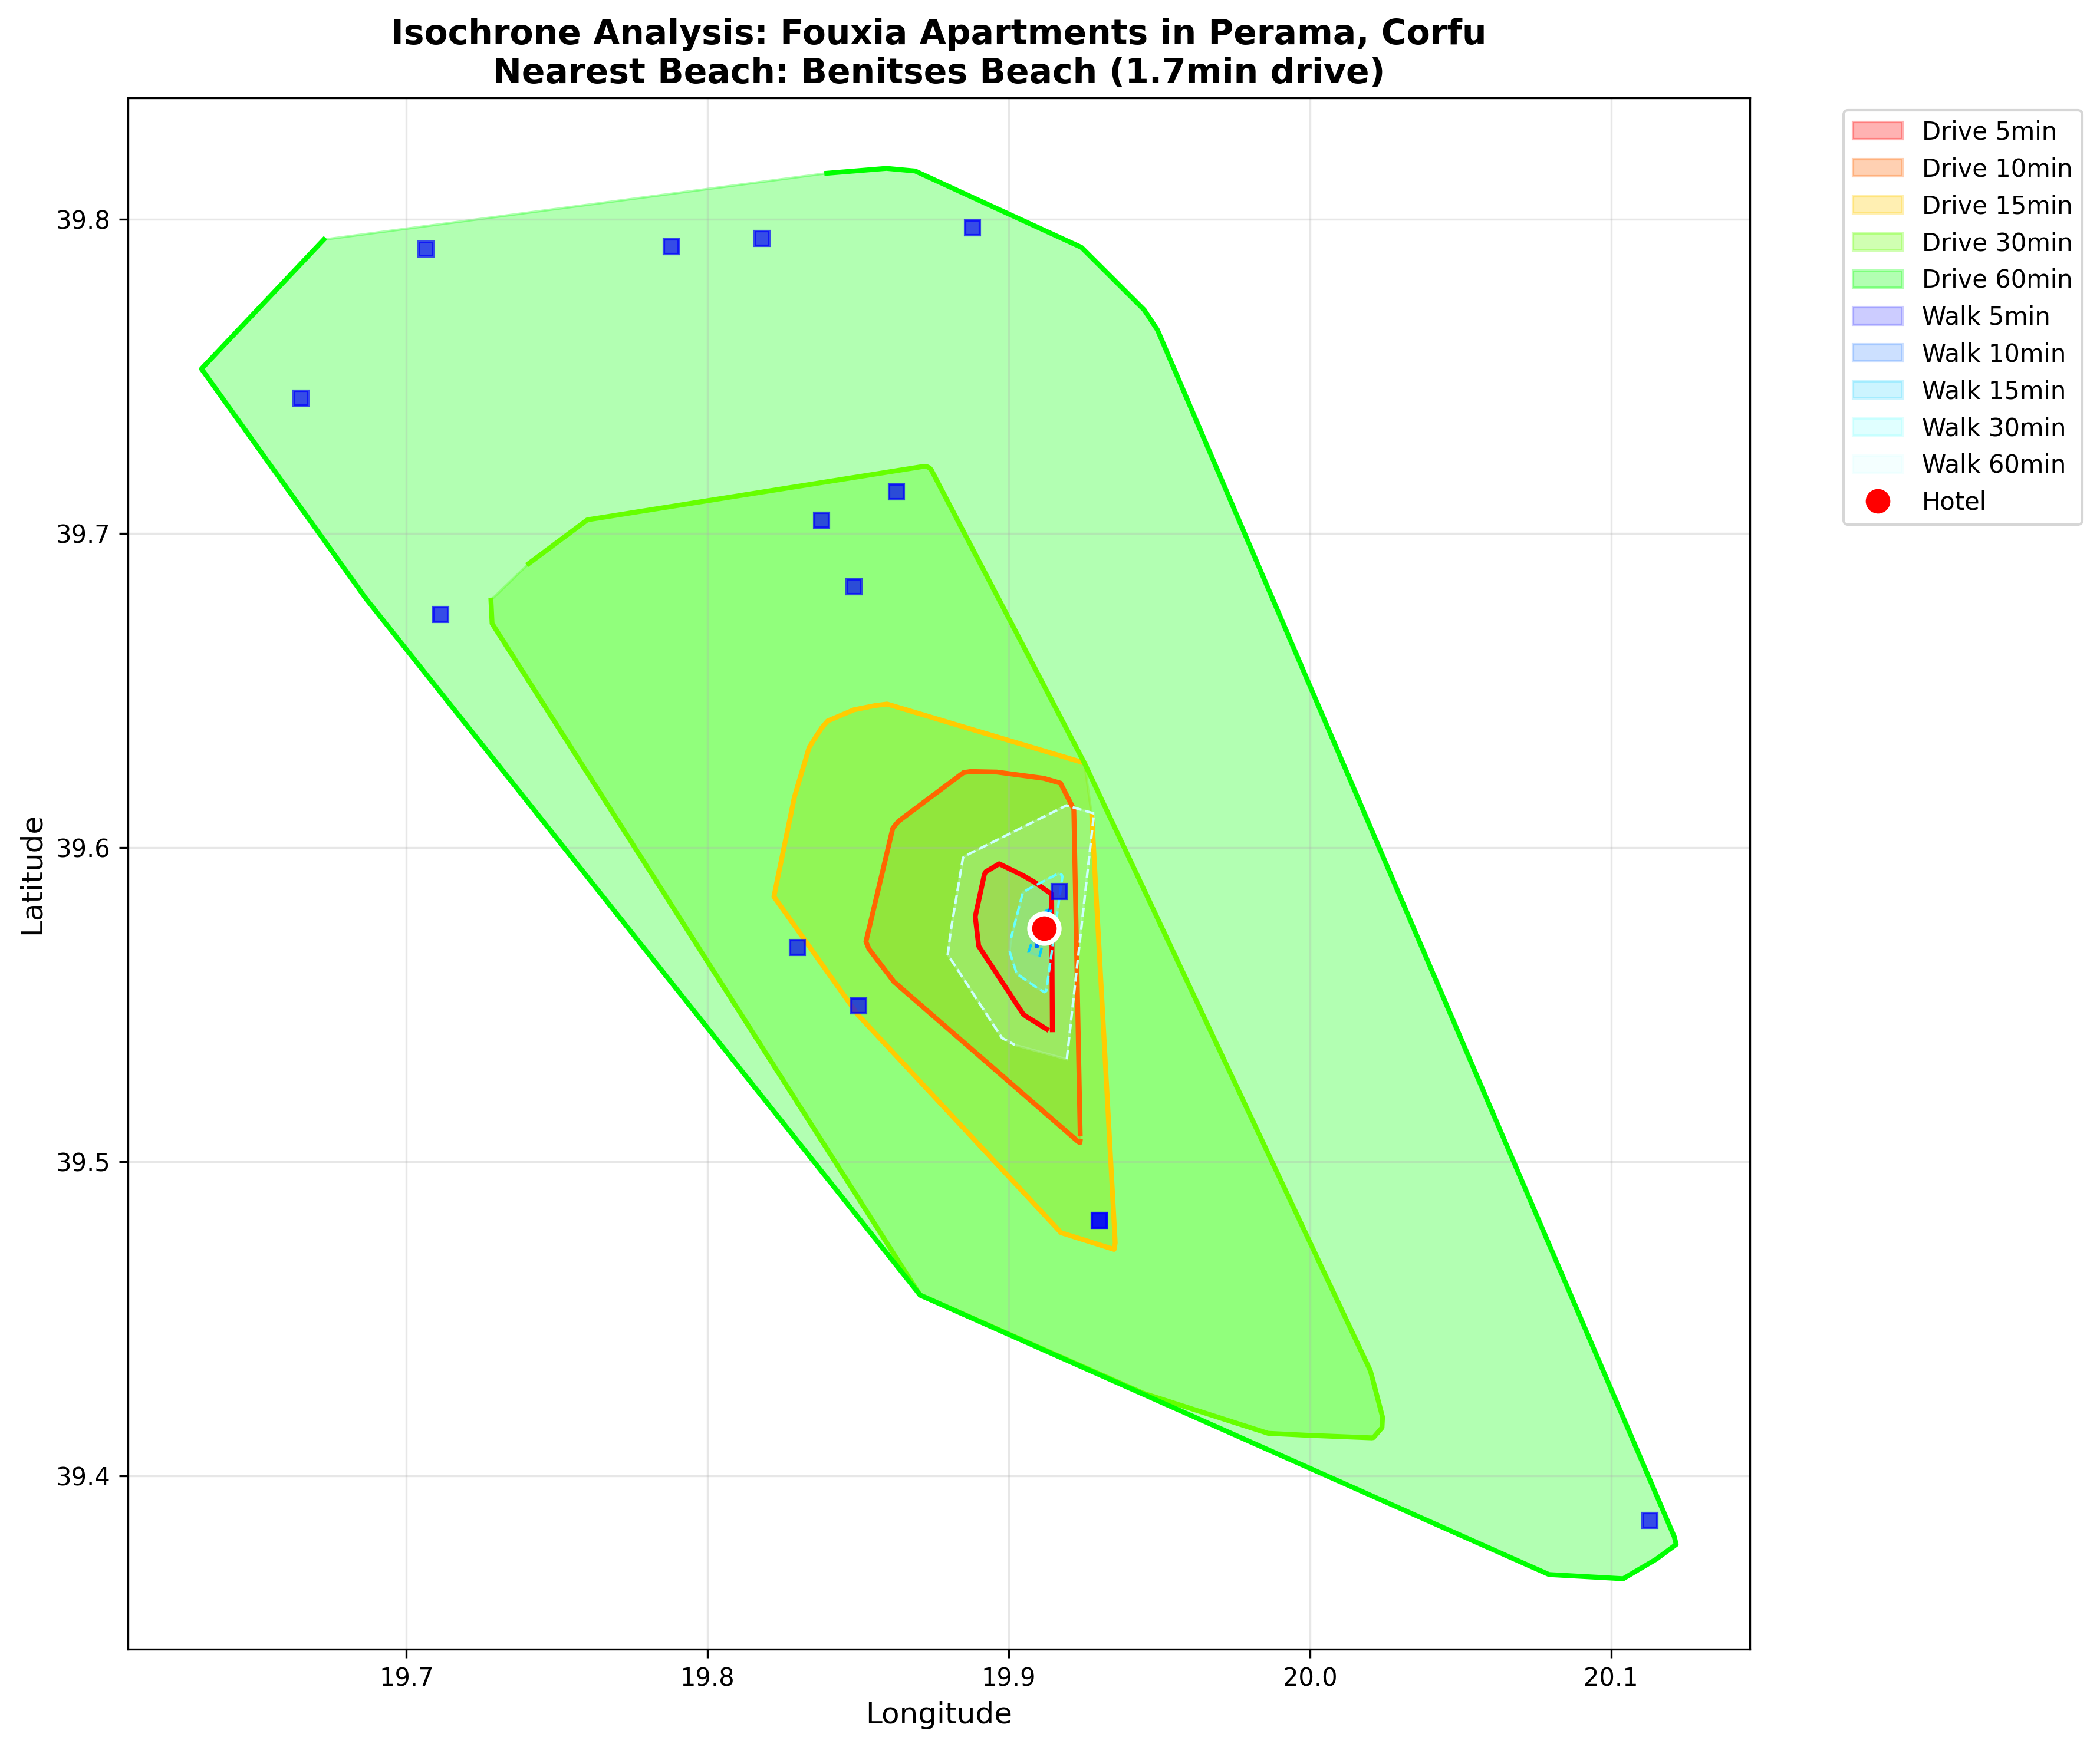 Isochrone Analysis: Fouxia Apartments in Perama, Corfu
Nearest Beach: Benitses Beach (1.7min drive)
Drive 5min
Drive 10min
Drive 15min
Drive 30min
Drive 60min
Walk 5min
Walk 10min
Walk 15min
Walk 30min
Walk 60min
Hotel
Latitude
39.8
39.7
39.6
39.5
39.4
19.7
19.8
19.9
20.0
20.1
Longitude